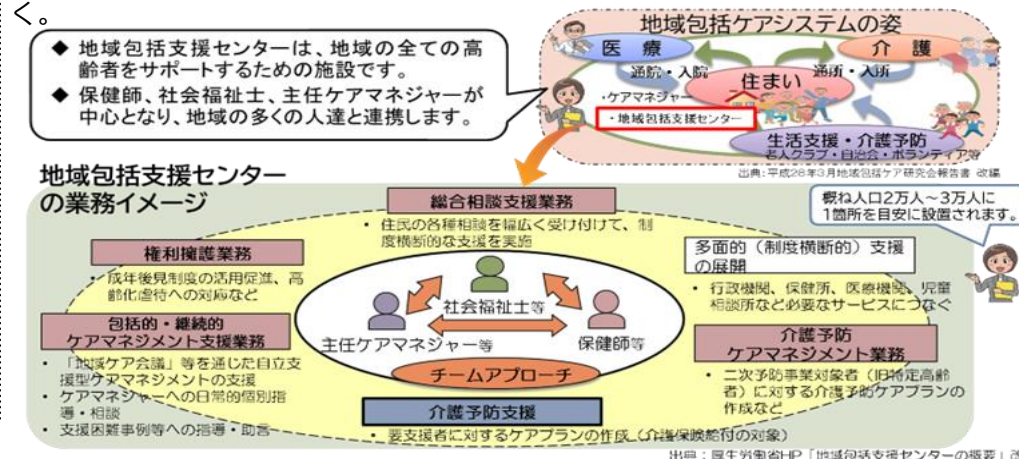 く。
◆ 地域包括支援センターは、地域の全ての高
齢者をサポートするための施設です。
◆ 保健師、社会福祉士、主任ケアマネジャーが
中心となり、地域の多くの人達と連携します。
地域包括ケアシステムの姿
医 療
介 護
通院・入院
住まい
通所・入所
・ケアマネジャー
・地域包括支援センター
生活支援・介護予防
老人クラブ・自治会・ボランティア等
出典:平成28年3月地域包括ケア研究会報告書 改編
地域包括支援センター
の業務イメージ
概ね人口2万人～3万人に
1箇所を目安に設置されます。
総合相談支援業務
・ 住民の各種相談を幅広く受け付けて、制
度横断的な支援を実施
権利擁護業務
・ 成年後見制度の活用促進、高
齢化虐待への対応など
多面的（制度横断的）支援
の展開
・ 行政機関、保健所、医療機関、児童
相談所など必要なサービスにつなぐ
社会福祉士等
主任ケアマネジャー等
保健師等
チームアプローチ
包括的・継続的
ケアマネジメント支援業務
・ 「地域ケア会議」等を通じた自立支
援型ケアマネジメントの支援
・ ケアマネジャーへの日常的個別指
導・相談
・ 支援困難事例等への指導・助言
介護予防
ケアマネジメント業務
・ 二次予防事業対象者（旧特定高齢
者）に対する介護予防ケアプランの
作成など
介護予防支援
・ 要支援者に対するケアプランの作成（介護保険給付の対象）
出典：厚生労働省HP「地域包括支援センターの概要」改